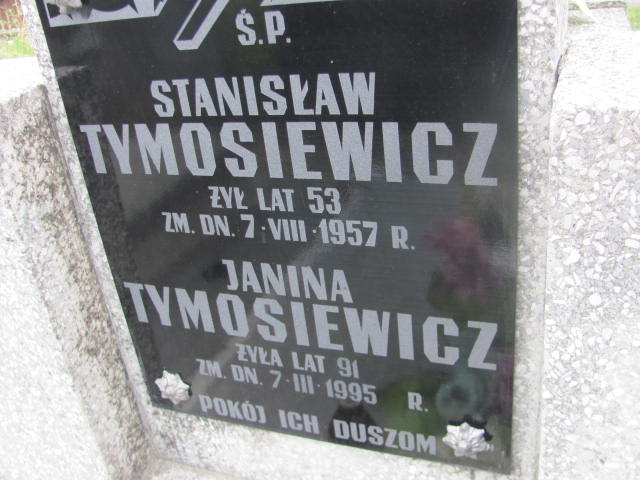 Ś.P.
STANISŁAW
TYMOSIEWICZ
ŻYŁ LAT 53
ZM. DN. 7·VIII·1957 R.
JANINA
TYMOSIEWICZ
ŻYŁA LAT 91
ZM. DN. 7·III·1995 R.
POKÓJ ICH DUSZOM